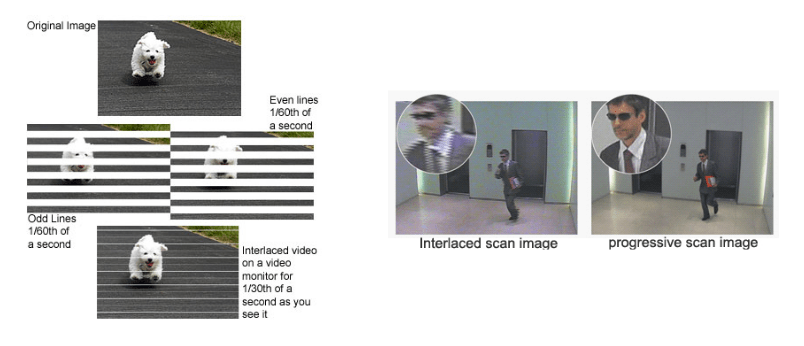 Original Image
Even lines
1/60th of
a second
Odd Lines
1/60th of
a second
Interlaced video
on a video
monitor for
1/30th of a
second as you
see it
Interlaced scan image
progressive scan image